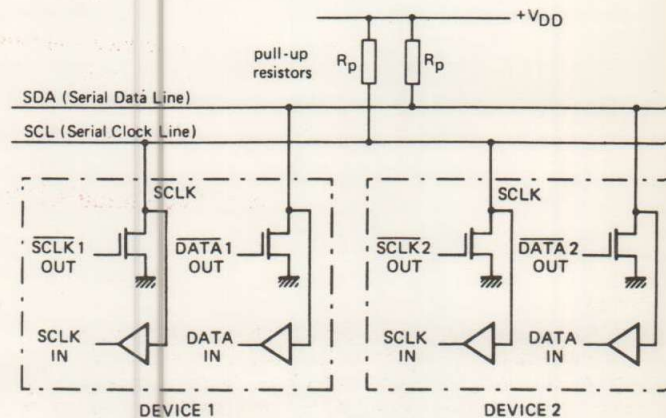 +VDD
pull-up
resistors
Rp
Rp
SDA (Serial Data Line)
SCL (Serial Clock Line)
SCLK
SCLK
SCLK1
OUT
DATA1
OUT
SCLK2
OUT
DATA2
OUT
SCLK
IN
DATA
IN
SCLK
IN
DATA
IN
DEVICE 1
DEVICE 2